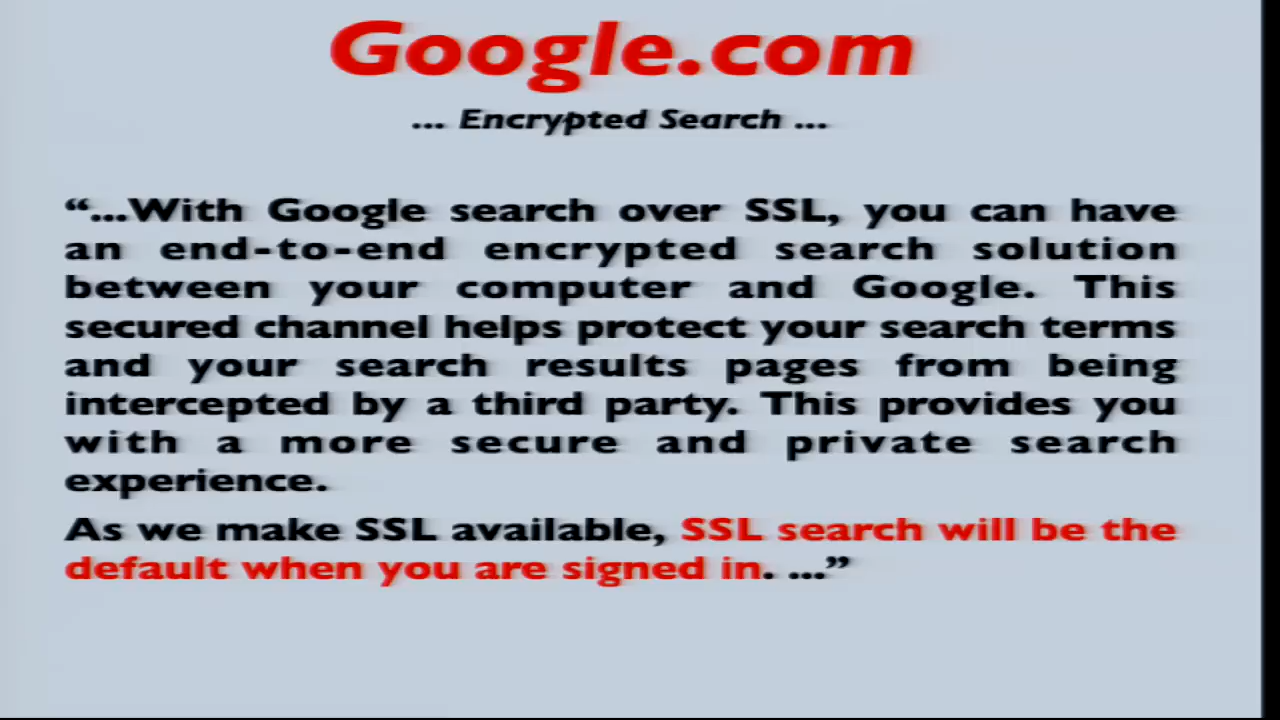 Google.com
... Encrypted Search ...
“...With Google search over SSL, you can have
an end-to-end encrypted search solution
between your computer and Google. This
secured channel helps protect your search terms
and your search results pages from being
intercepted by a third party. This provides you
with a more secure and private search
experience.
As we make SSL available, SSL search will be the
default when you are signed in. ...”